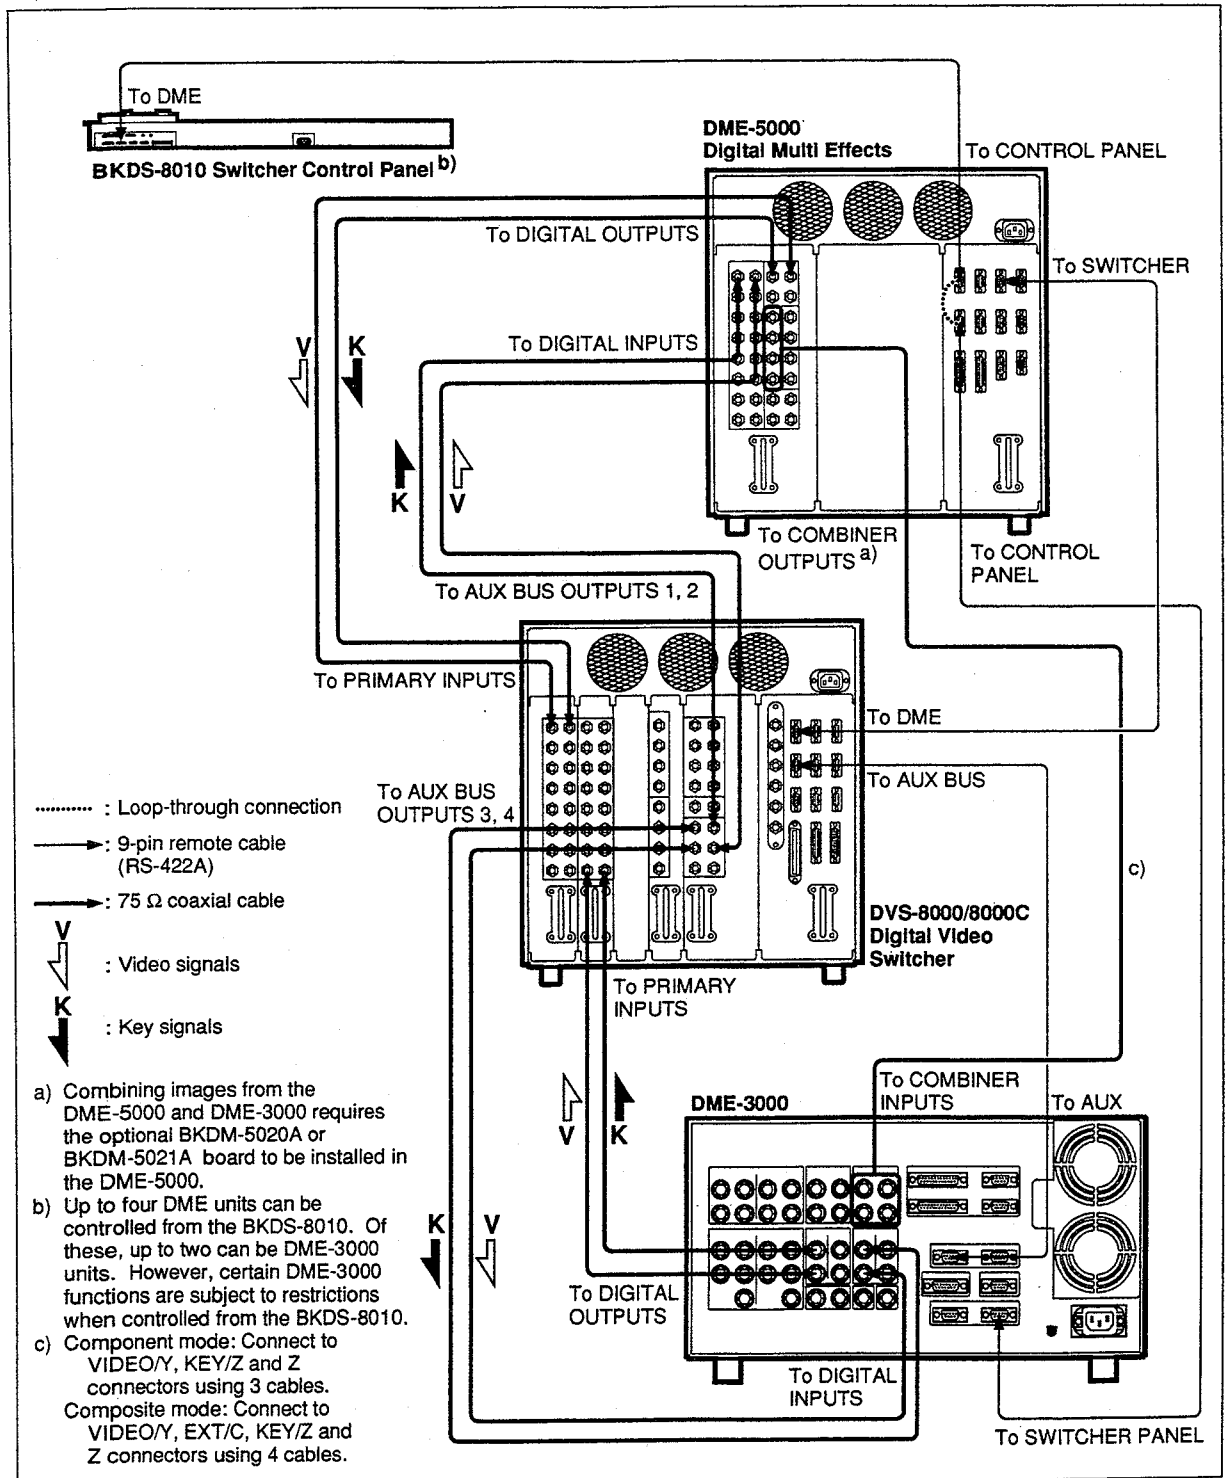 To DME
BKDS-8010 Switcher Control Panel b)
DME-5000
Digital Multi Effects
To CONTROL PANEL
To DIGITAL OUTPUTS
To SWITCHER
To DIGITAL INPUTS
V
K
K
V
To COMBINER
OUTPUTS a)
To CONTROL
PANEL
To AUX BUS OUTPUTS 1, 2
To PRIMARY INPUTS
To DME
To AUX BUS
To AUX BUS
OUTPUTS 3, 4
c)
DVS-8000/8000C
Digital Video
Switcher
To PRIMARY
INPUTS
............ : Loop-through connection
: 9-pin remote cable
(RS-422A)
: 75 Ω coaxial cable
V
: Video signals
K
: Key signals
V
K
To COMBINER
INPUTS
To AUX
DME-3000
K
V
To DIGITAL
OUTPUTS
To DIGITAL
INPUTS
To SWITCHER PANEL
a) Combining images from the
DME-5000 and DME-3000 requires
the optional BKDM-5020A or
BKDM-5021A board to be installed in
the DME-5000.
b) Up to four DME units can be
controlled from the BKDS-8010. Of
these, up to two can be DME-3000
units. However, certain DME-3000
functions are subject to restrictions
when controlled from the BKDS-8010.
c) Component mode: Connect to
VIDEO/Y, KEY/Z and Z
connectors using 3 cables.
Composite mode: Connect to
VIDEO/Y, EXT/C, KEY/Z and
Z connectors using 4 cables.